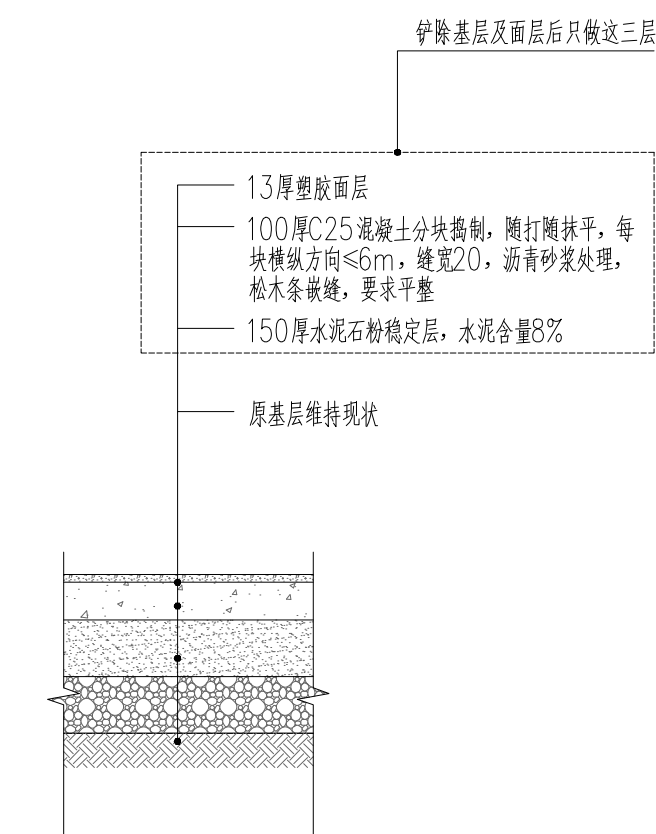 铲除基层及面层后只做这三层
13厚塑胶面层
100厚C25混凝土分块捣制，随打随抹平，每
块横纵方向≤6m，缝宽20，沥青砂浆处理，
松木条嵌缝，要求平整
150厚水泥石粉稳定层，水泥含量8%
原基层维持现状